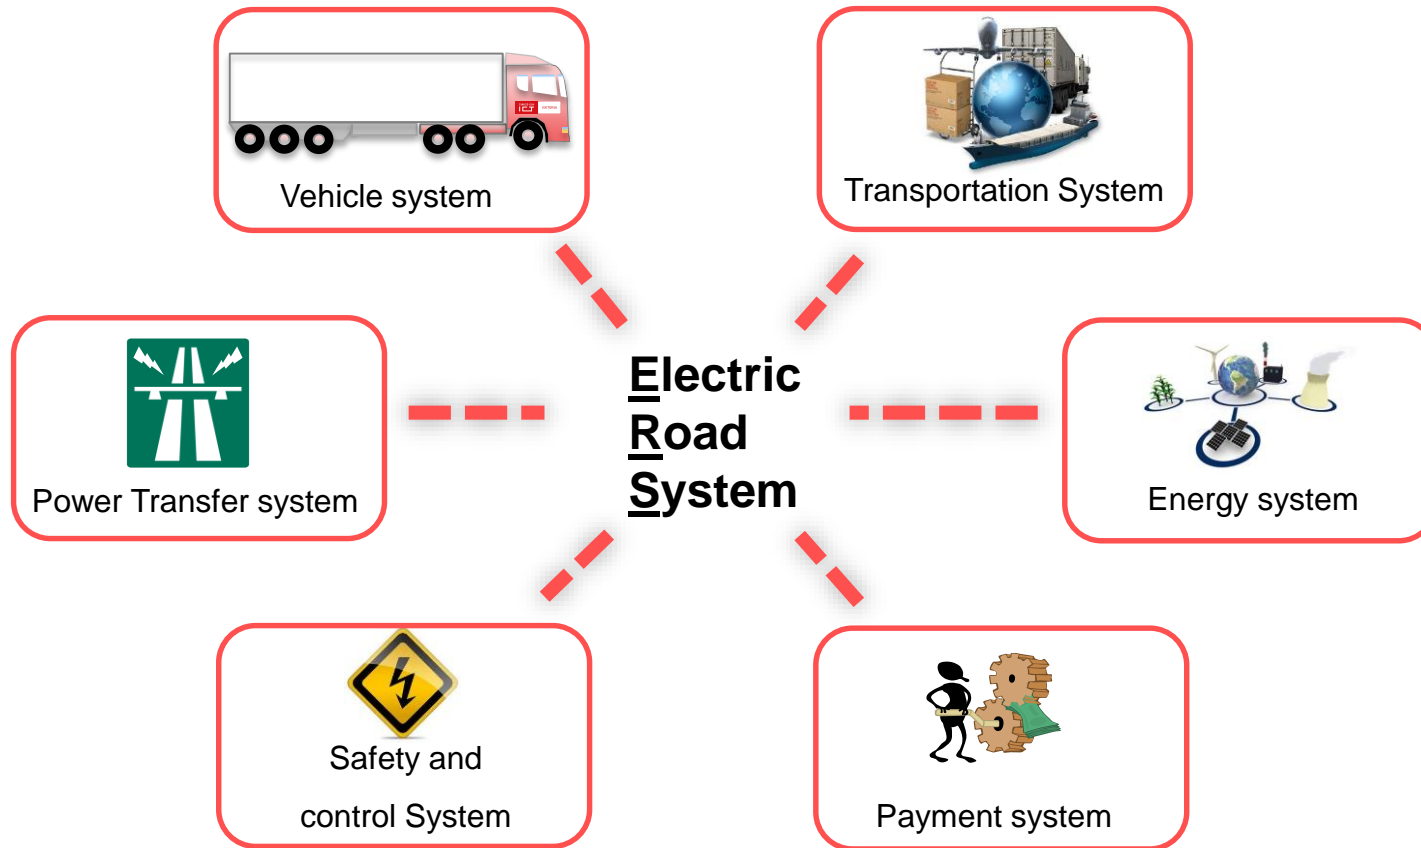 Vehicle system
Transportation System
Electric
Road
System
Power Transfer system
Energy system
Safety and
control System
Payment system